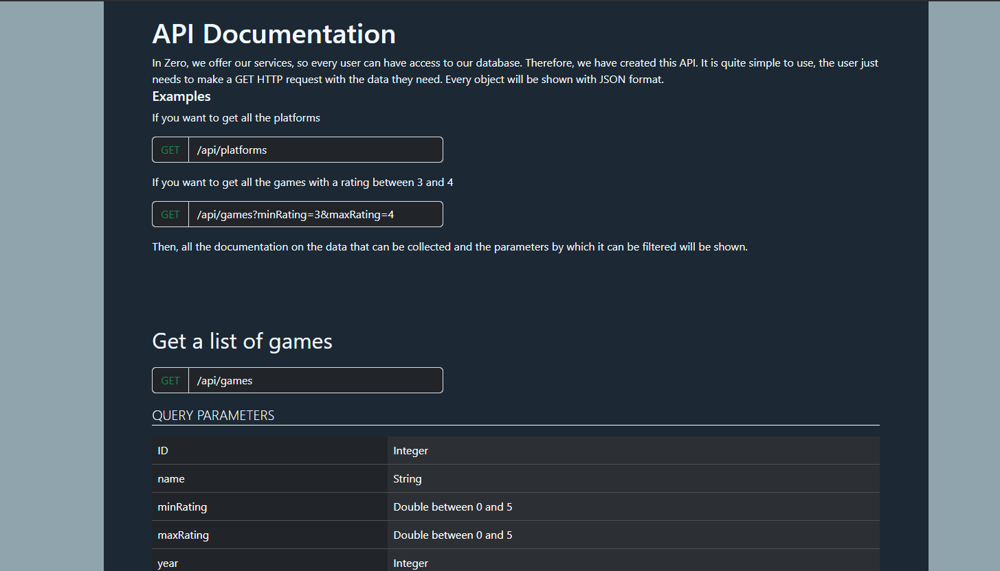 API Documentation
In Zero, we offer our services, so every user can have access to our database. Therefore, we have created this API. It is quite simple to use, the user just
needs to make a GET HTTP request with the data they need. Every object will be shown with JSON format.
Examples
If you want to get all the platforms
GET /api/platforms
If you want to get all the games with a rating between 3 and 4
GET /api/games?minRating=3&maxRating=4
Then, all the documentation on the data that can be collected and the parameters by which it can be filtered will be shown.
Get a list of games
GET /api/games
QUERY PARAMETERS
ID Integer
name String
minRating Double between 0 and 5
maxRating Double between 0 and 5
year Integer